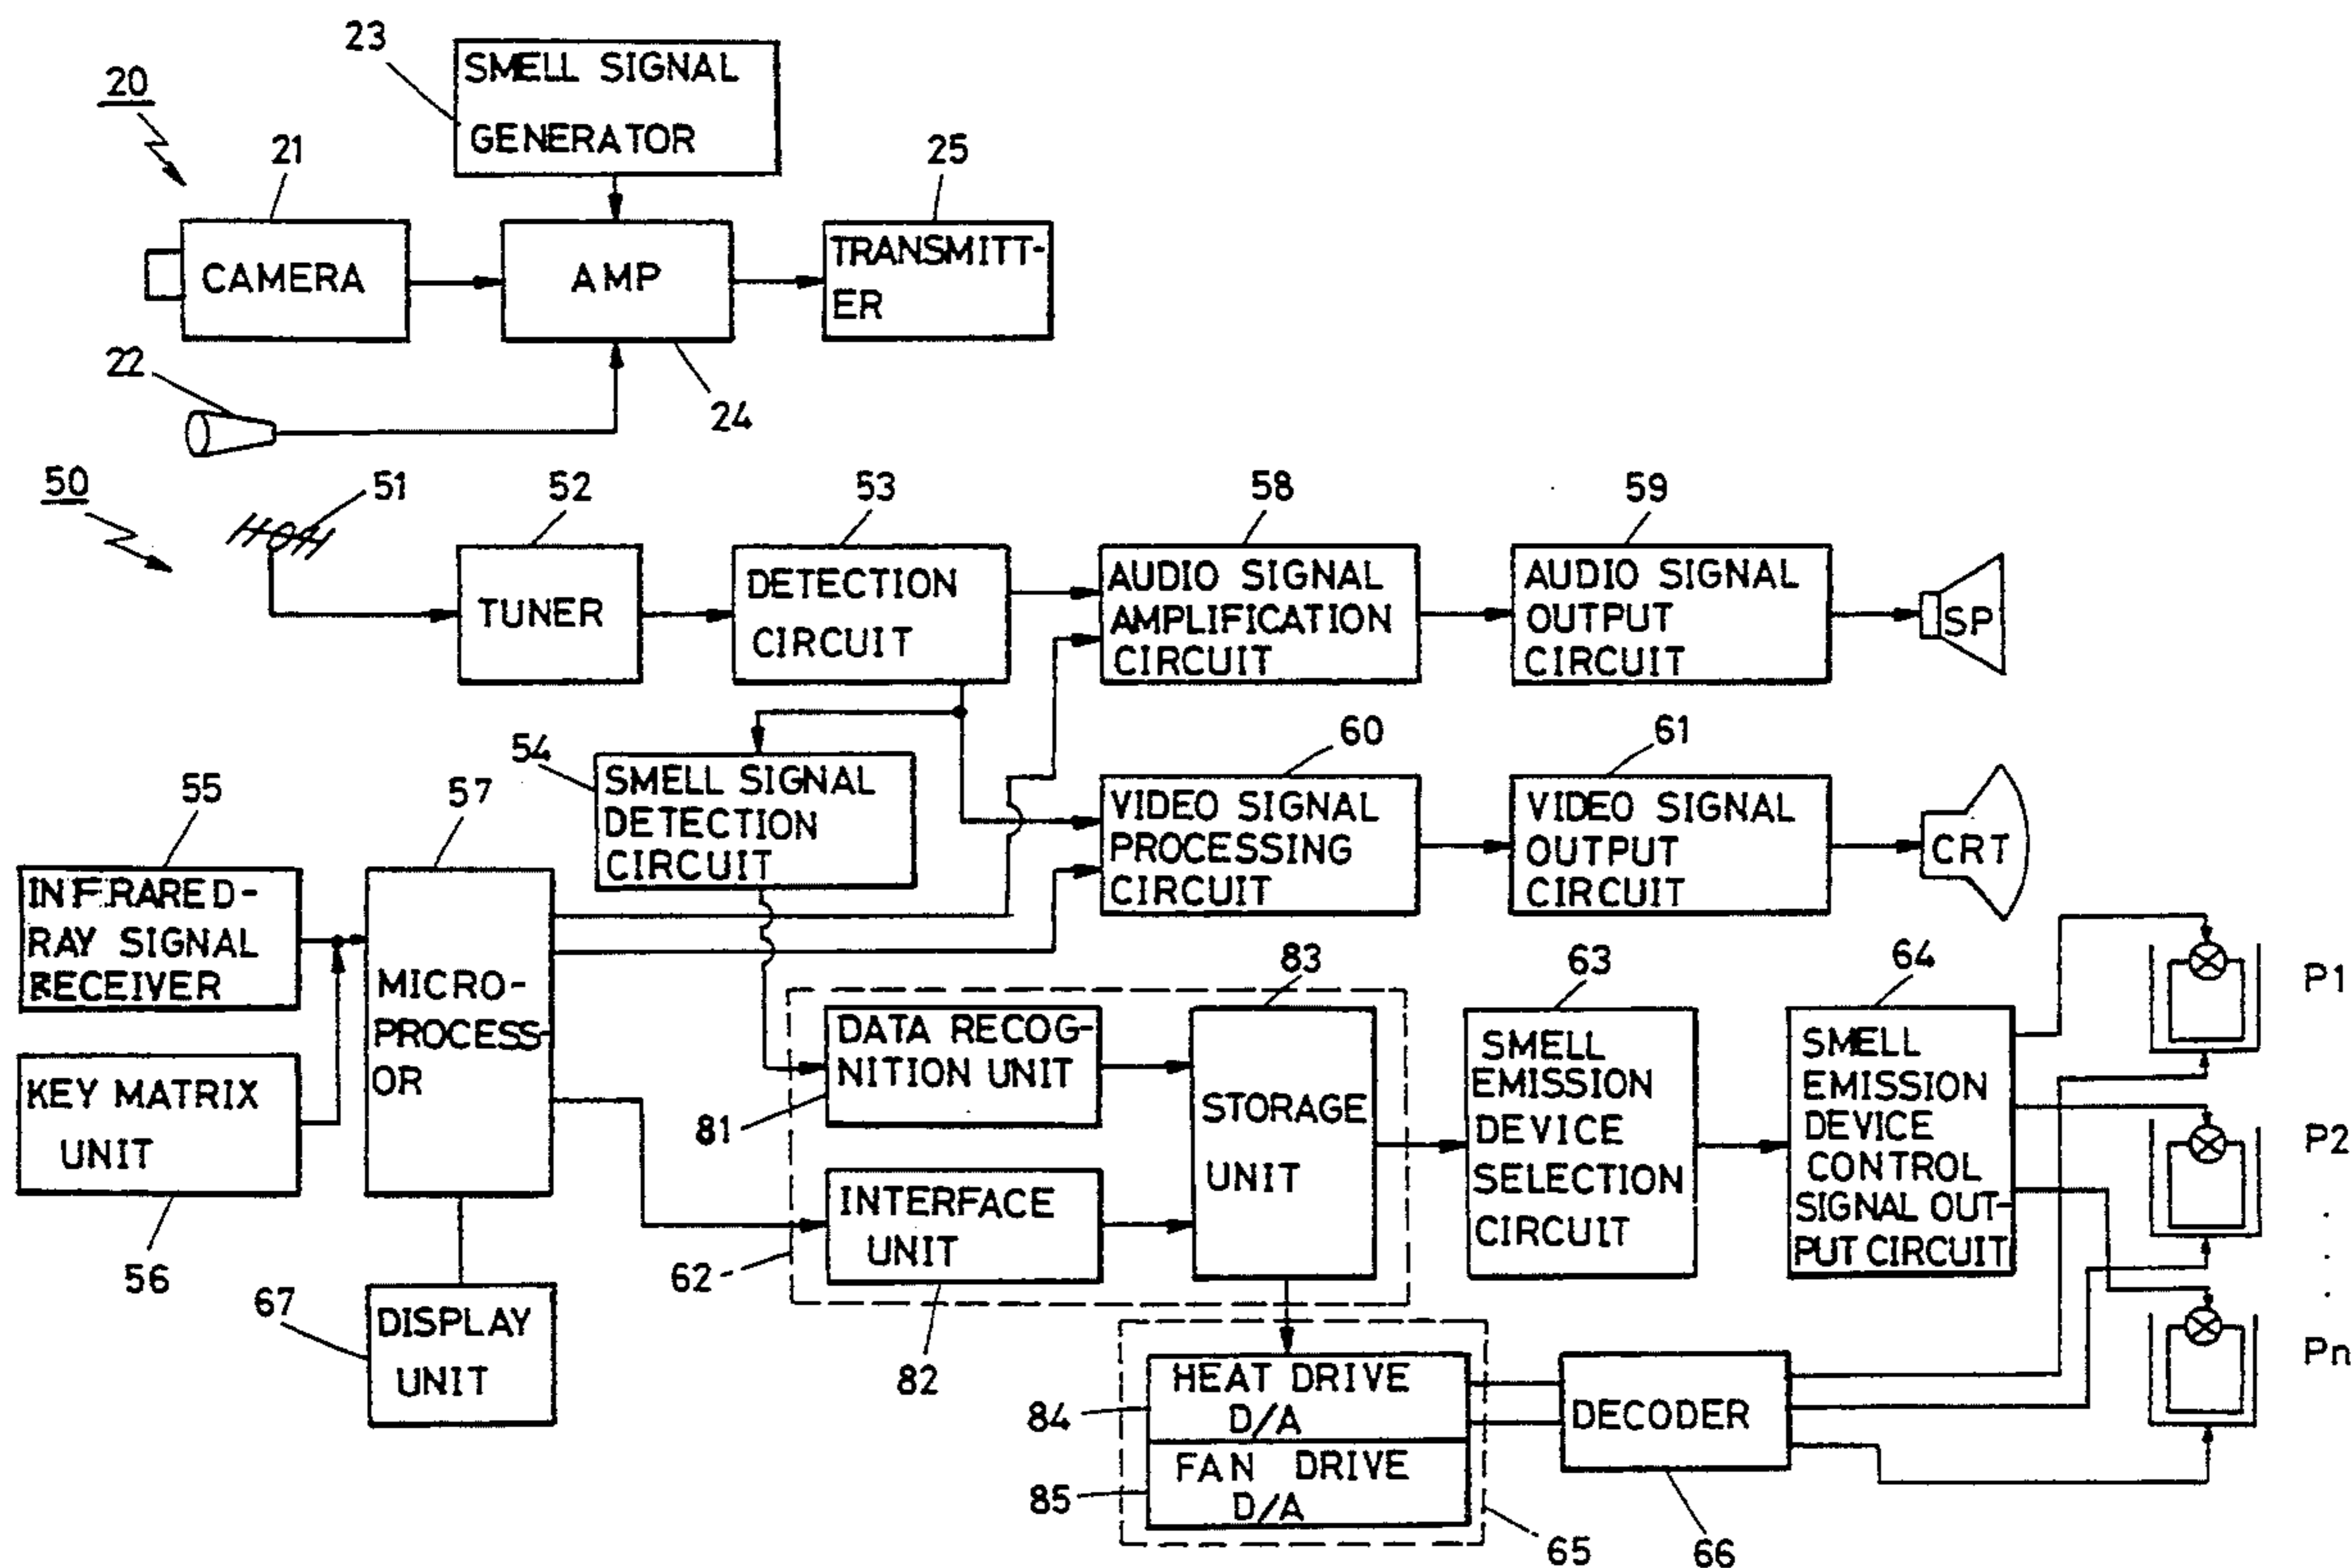 23
SMELL SIGNAL
GENERATOR
20
21
25
CAMERA
AMP
TRANSMITT-
ER
22
24
50
51
52
53
58
59
TUNER
DETECTION
CIRCUIT
AUDIO SIGNAL
AMPLIFICATION
CIRCUIT
AUDIO SIGNAL
OUTPUT
CIRCUIT
SP
54
SMELL SIGNAL
DETECTION
CIRCUIT
60
61
VIDEO SIGNAL
PROCESSING
CIRCUIT
VIDEO SIGNAL
OUTPUT
CIRCUIT
CRT
55
57
INFRARED-
RAY SIGNAL
RECEIVER
MICRO-
PROCESS-
OR
KEY MATRIX
UNIT
56
67
DISPLAY
UNIT
83
63
64
DATA RECOG-
NITION UNIT
81
INTERFACE
UNIT
62
82
STORAGE
UNIT
SMELL
EMISSION
DEVICE
SELECTION
CIRCUIT
SMELL
EMISSION
DEVICE
CONTROL
SIGNAL OUT-
PUT CIRCUIT
P1
P2
Pn
HEAT DRIVE
D/A
84
FAN DRIVE
D/A
85
65
DECODER
66